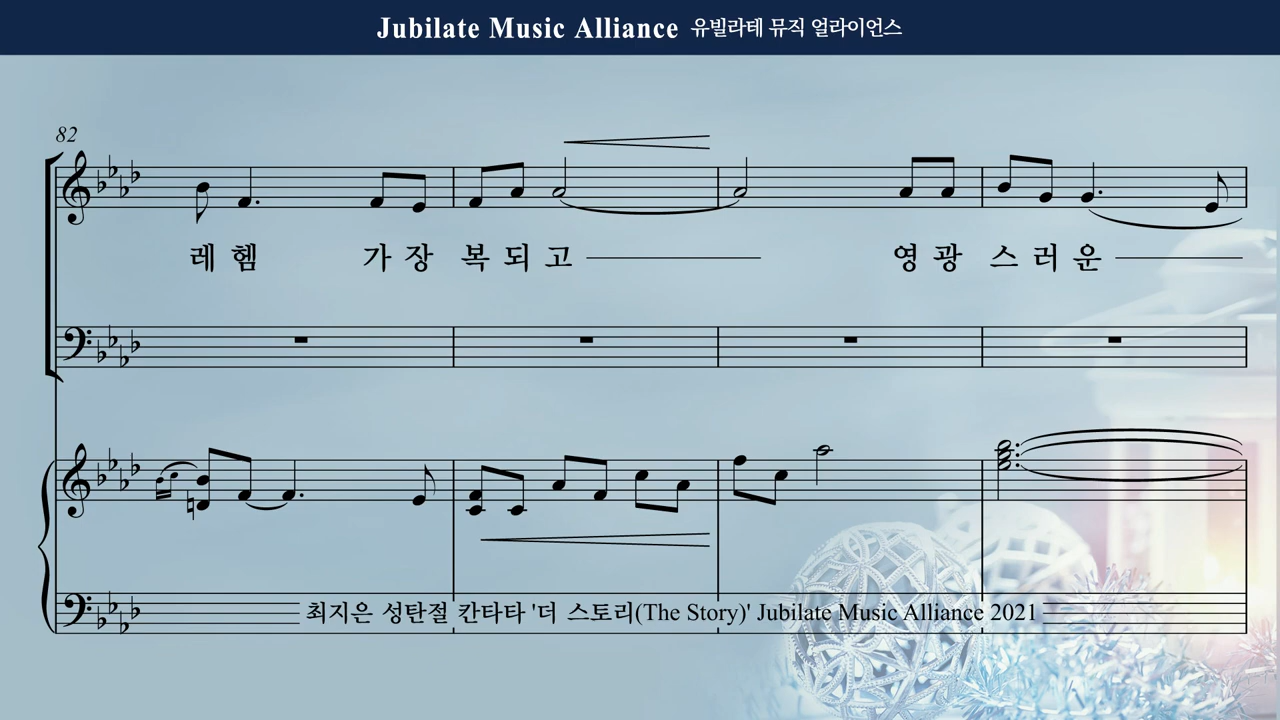 Jubilate Music Alliance 유빌라테 뮤직 얼라이언스
82
레 헴 가 장 복 되 고 영 광 스 러 운
최지은 성탄절 칸타타 '더 스토리(The Story)' Jubilate Music Alliance 2021